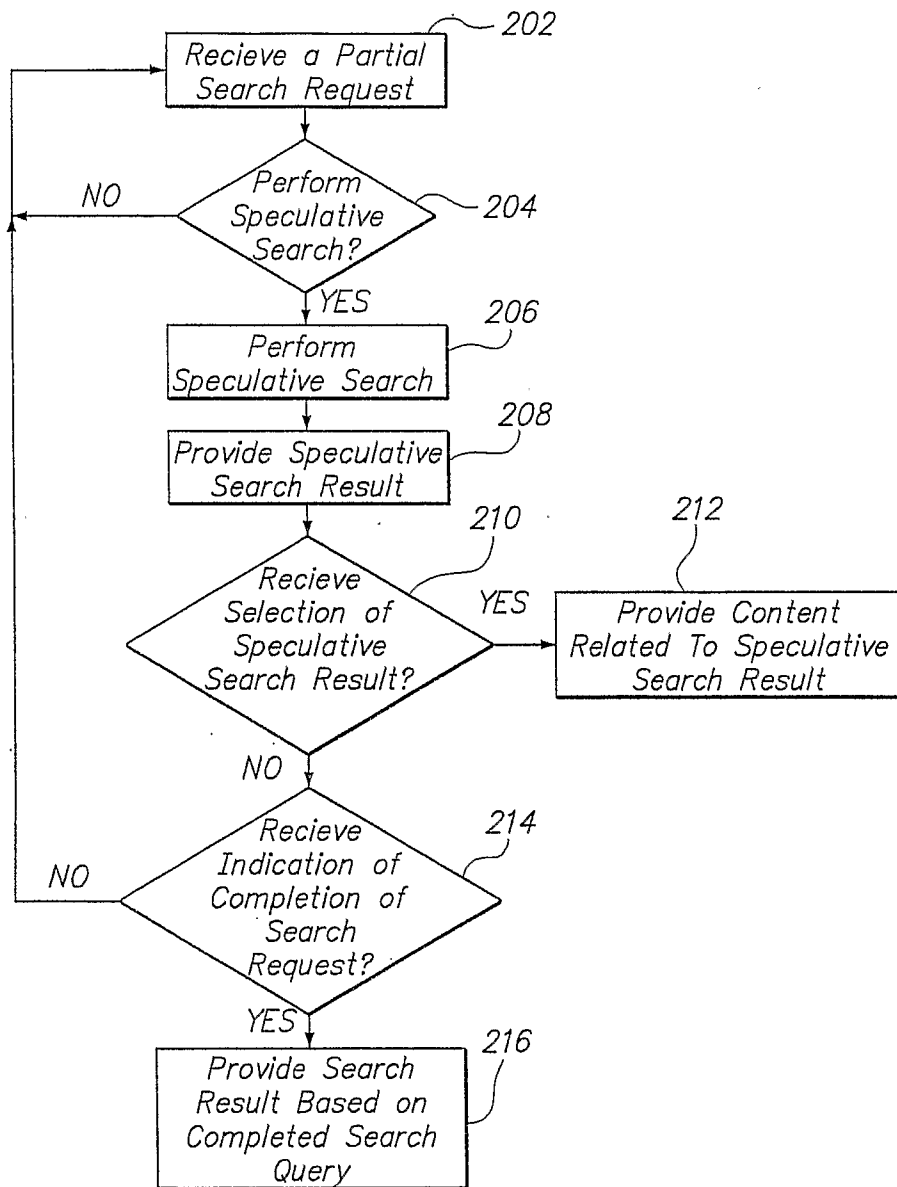 202
Recieve a Partial
Search Request
Perform
Speculative
Search?
204
NO
YES
206
Perform
Speculative Search
208
Provide Speculative
Search Result
210
212
Recieve
Selection of
Speculative
Search Result?
YES
Provide Content
Related To Speculative
Search Result
NO
214
Recieve
Indication of
Completion of
Search
Request?
NO
YES
216
Provide Search
Result Based on
Completed Search
Query